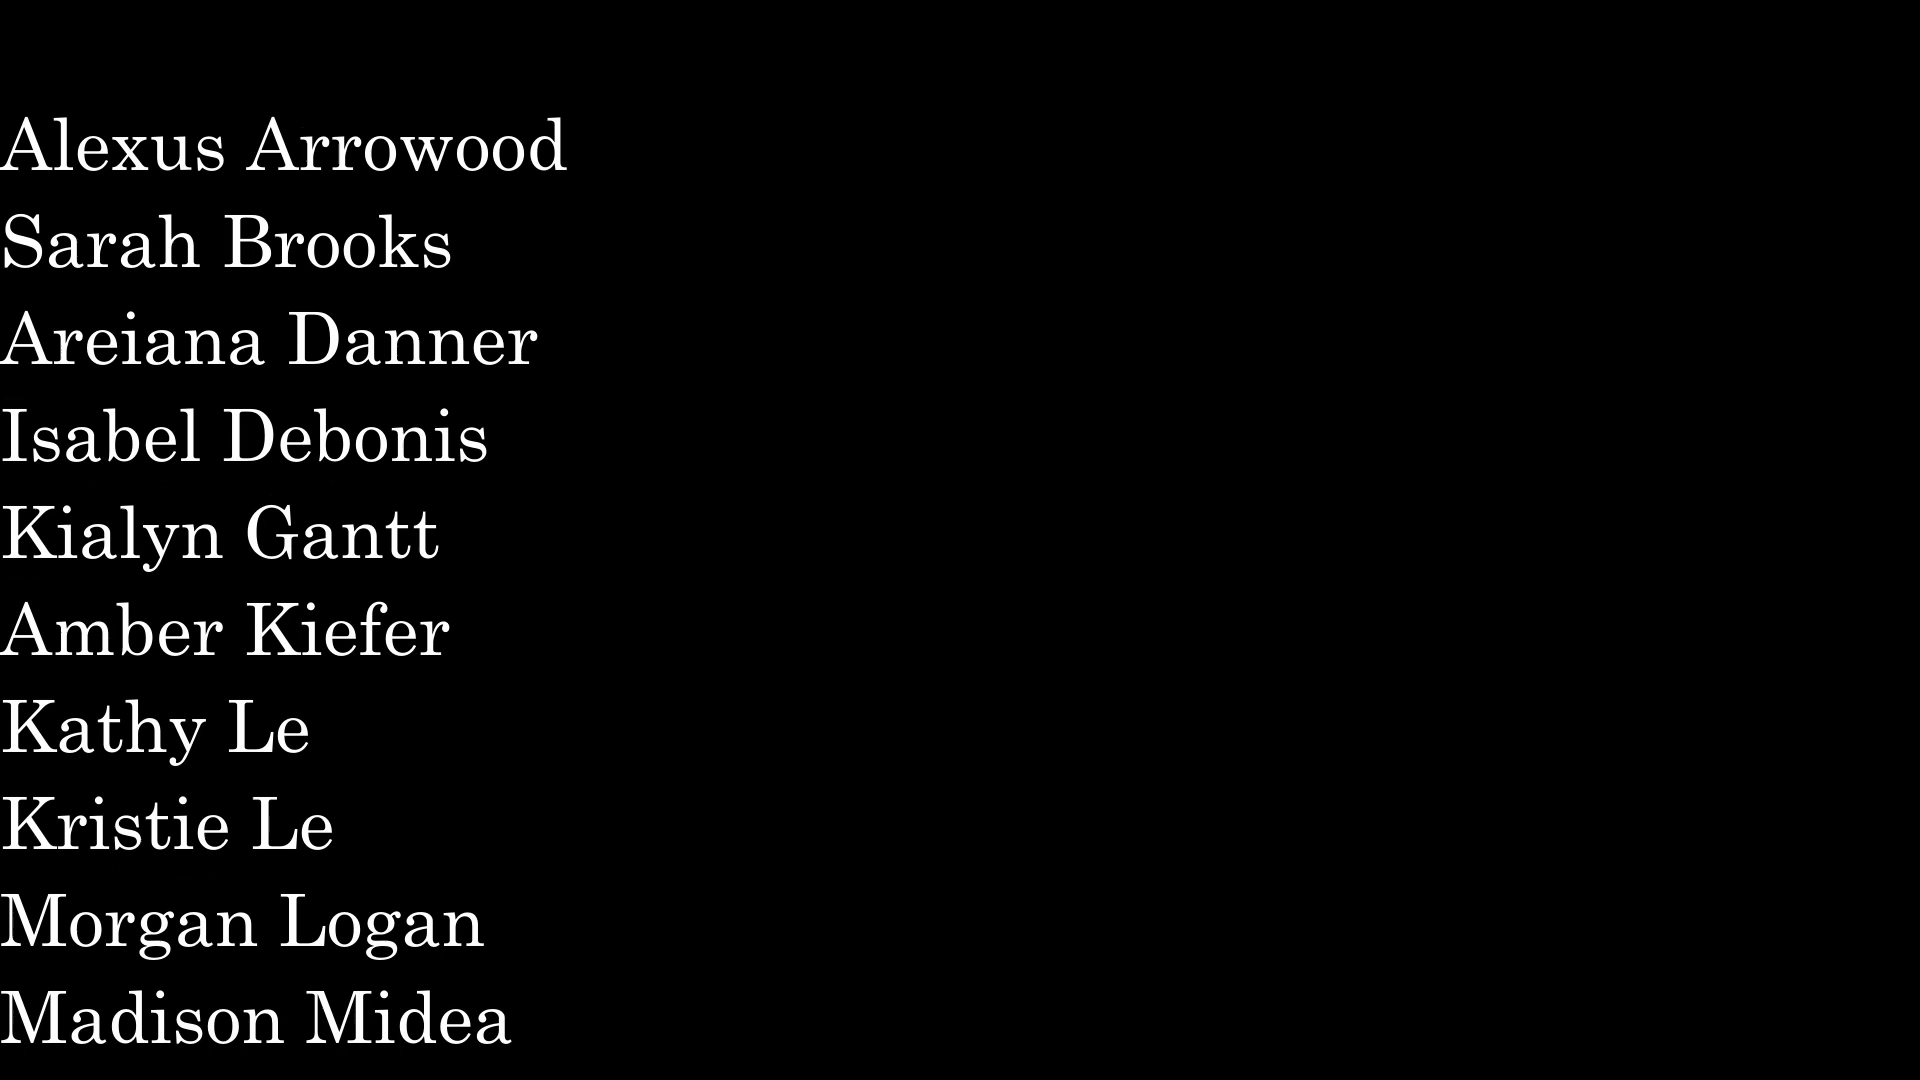 Alexus Arrowood
Sarah Brooks
Areiana Danner
Isabel Debonis
Kialyn Gantt
Amber Kiefer
Kathy Le
Kristie Le
Morgan Logan
Madison Midea